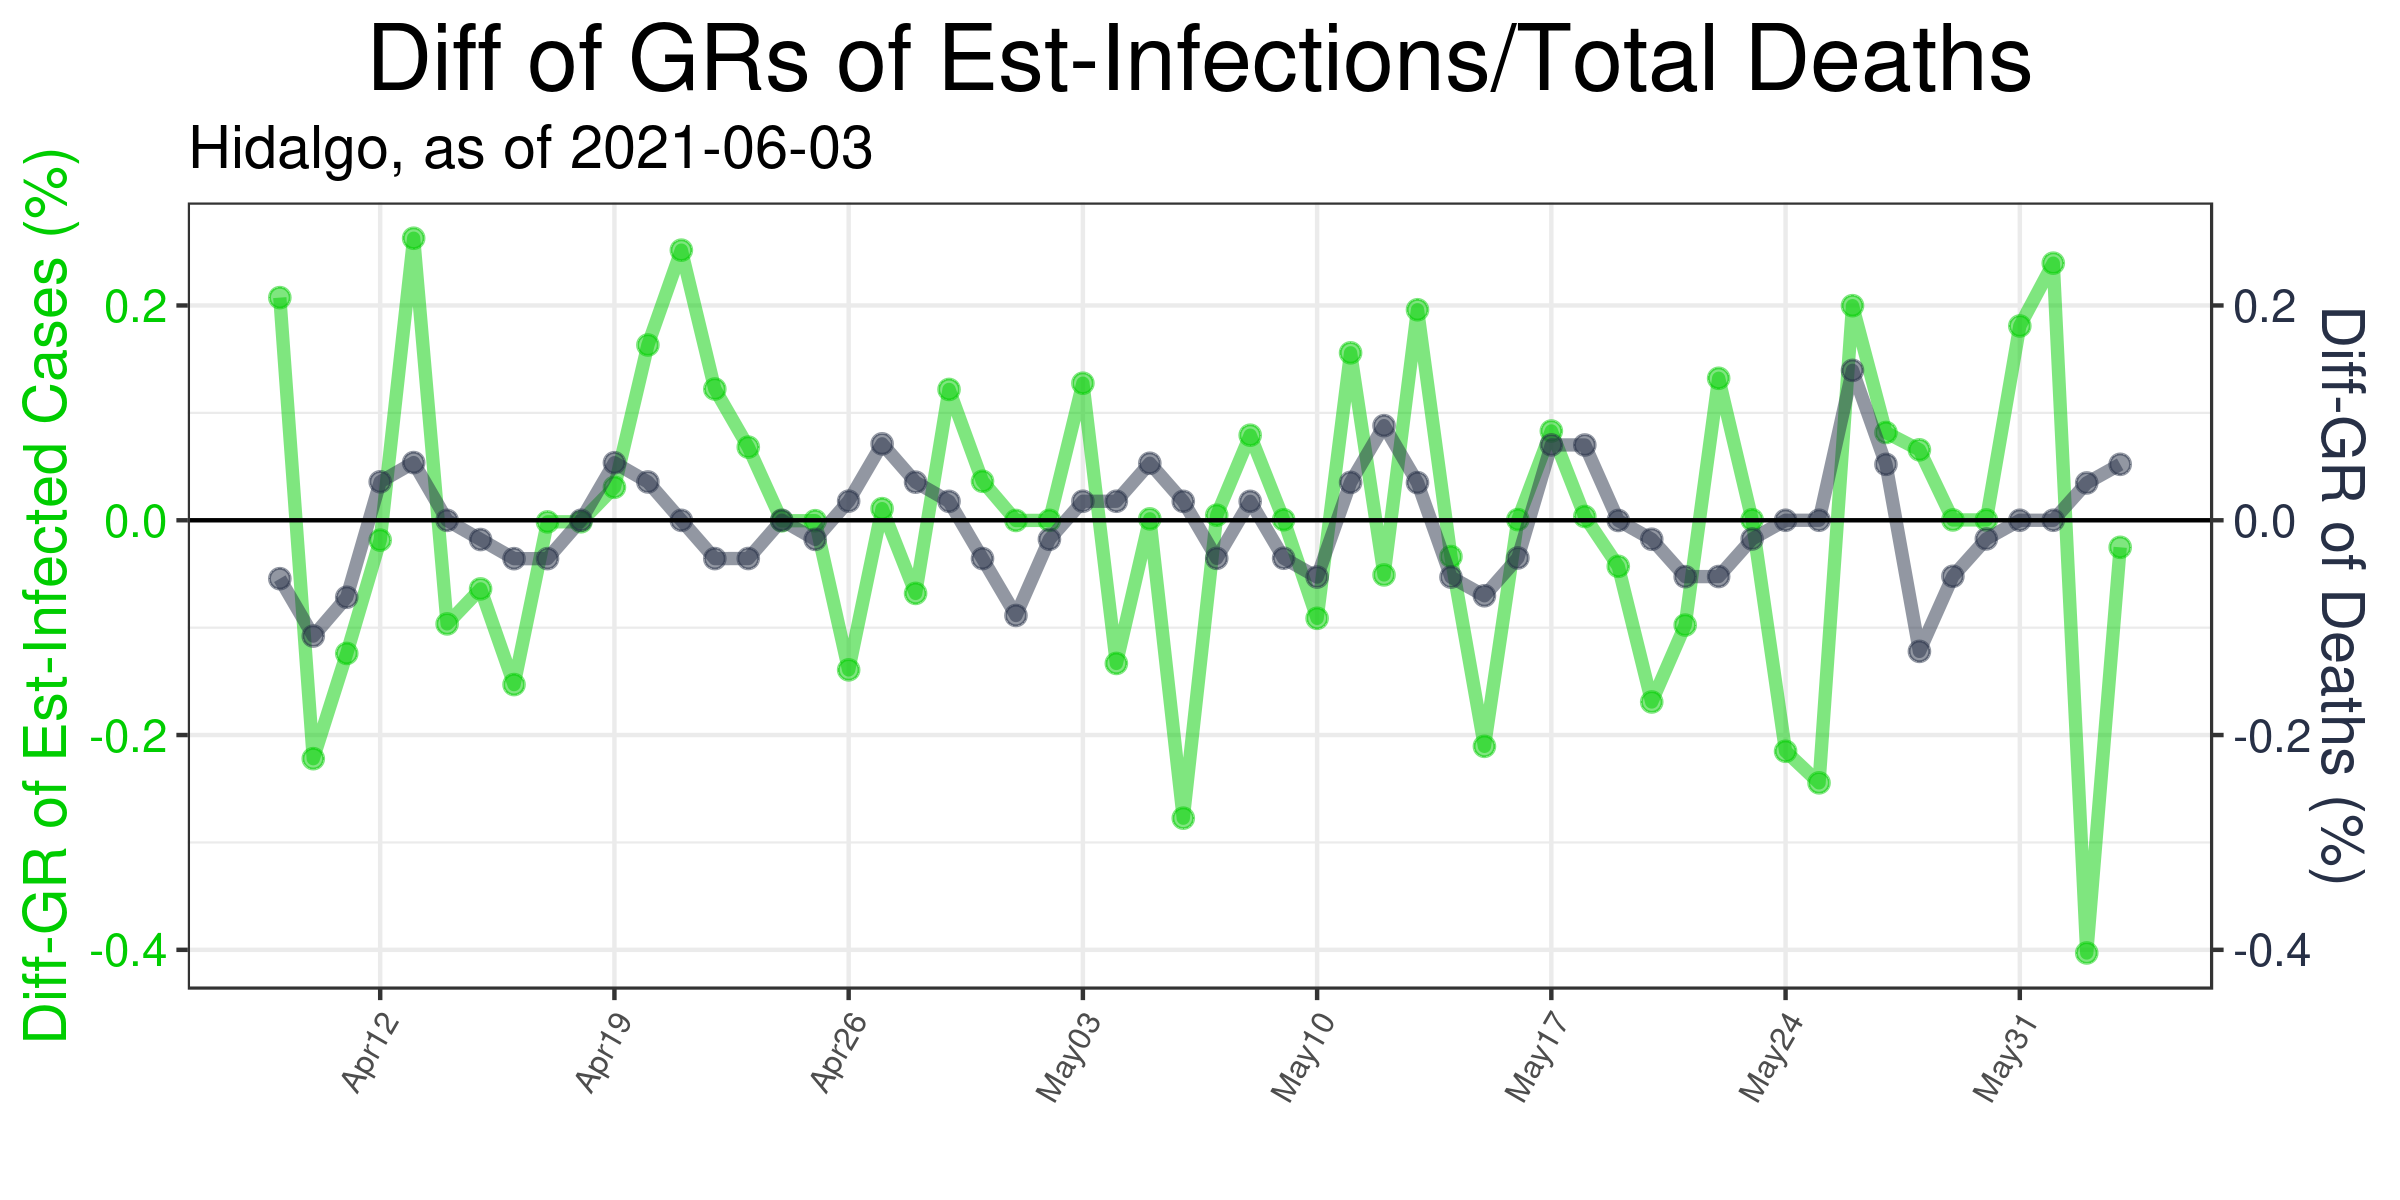 Diff of GRs of Est-Infections/Total Deaths
Hidalgo, as of 2021-06-03
Diff-GR of Est-Infected Cases (%)
0.2
0.0
-0.2
-0.4
0.2
0.0
-0.2
-0.4
Diff-GR of Deaths (%)
Apr12
Apr19
Apr26
May03
May10
May17
May24
May31